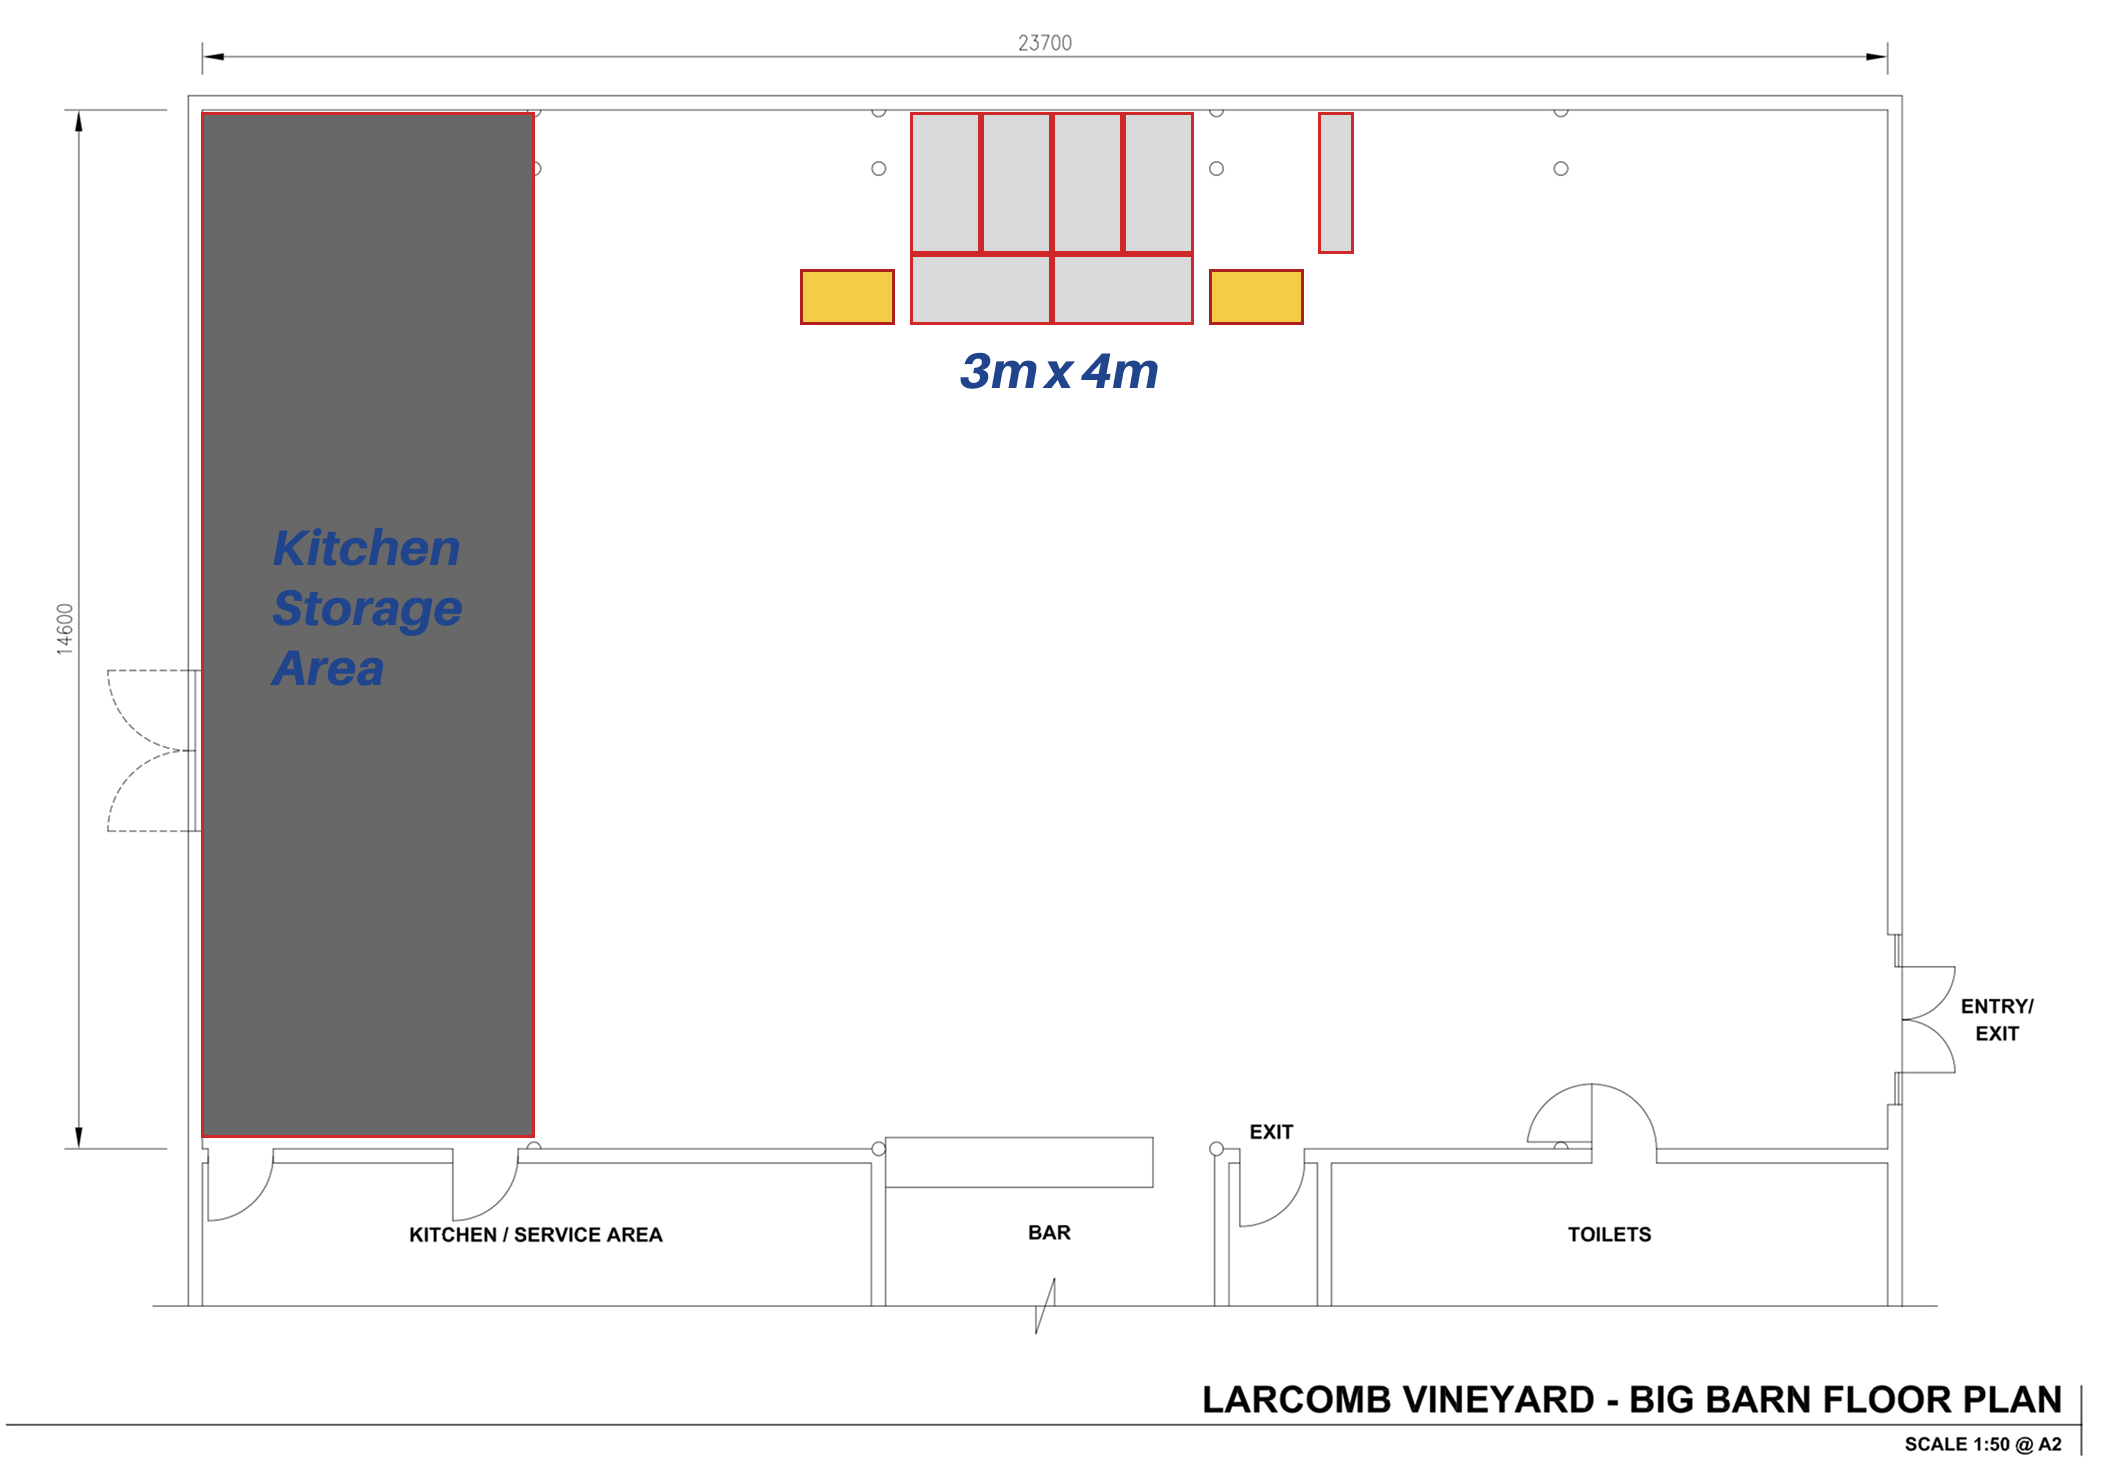 23700
3m x 4m
Kitchen
Storage
Area
14600
ENTRY/
EXIT
EXIT
KITCHEN / SERVICE AREA
BAR
TOILETS
LARCOMB VINEYARD - BIG BARN FLOOR PLAN
SCALE 1:50 @ A2